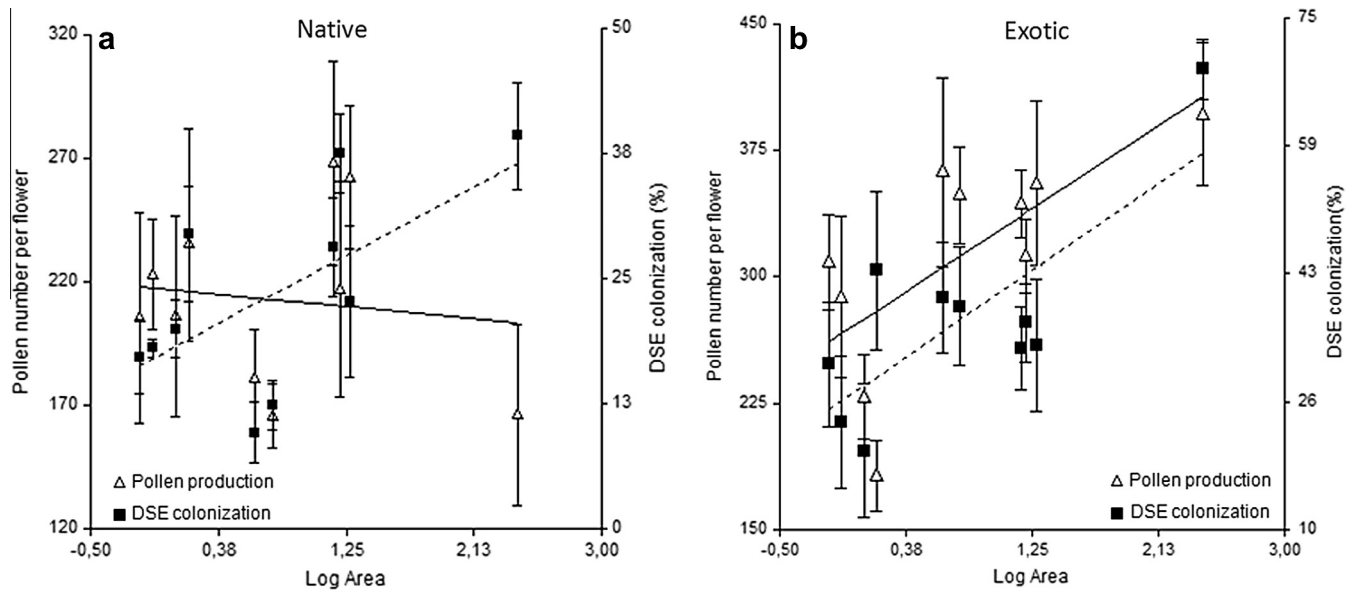 a
Native
Pollen number per flower
320
270
220
170
120
50
38
25
13
0
DSE colonization (%)
△ Pollen production
■ DSE colonization
-0,50 0,38 1,25 2,13 3,00
Log Area
b
Exotic
Pollen number per flower
450
375
300
225
150
75
59
43
26
10
DSE colonization(%)
△ Pollen production
■ DSE colonization
-0,50 0,38 1,25 2,13 3,00
Log Area